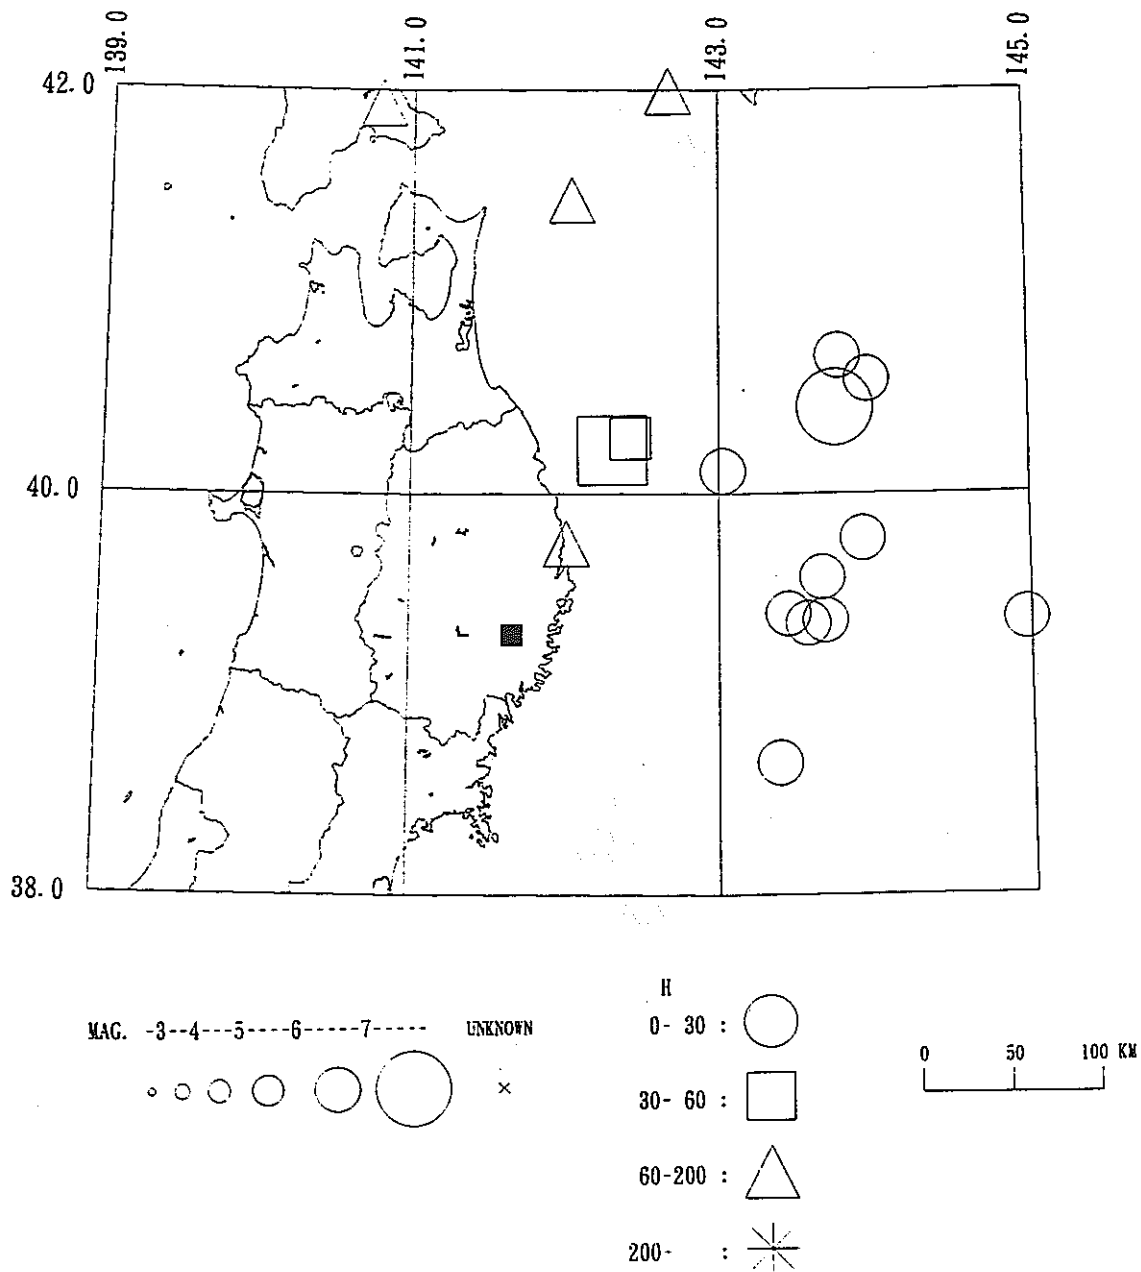 139.0 141.0 143.0 145.0
42.0
40.0
38.0
H
MAG. -3--4---5----6-----7----- UNKNOWN
0- 30 :
30- 60 :
60-200 :
200- :
0 50 100 KM